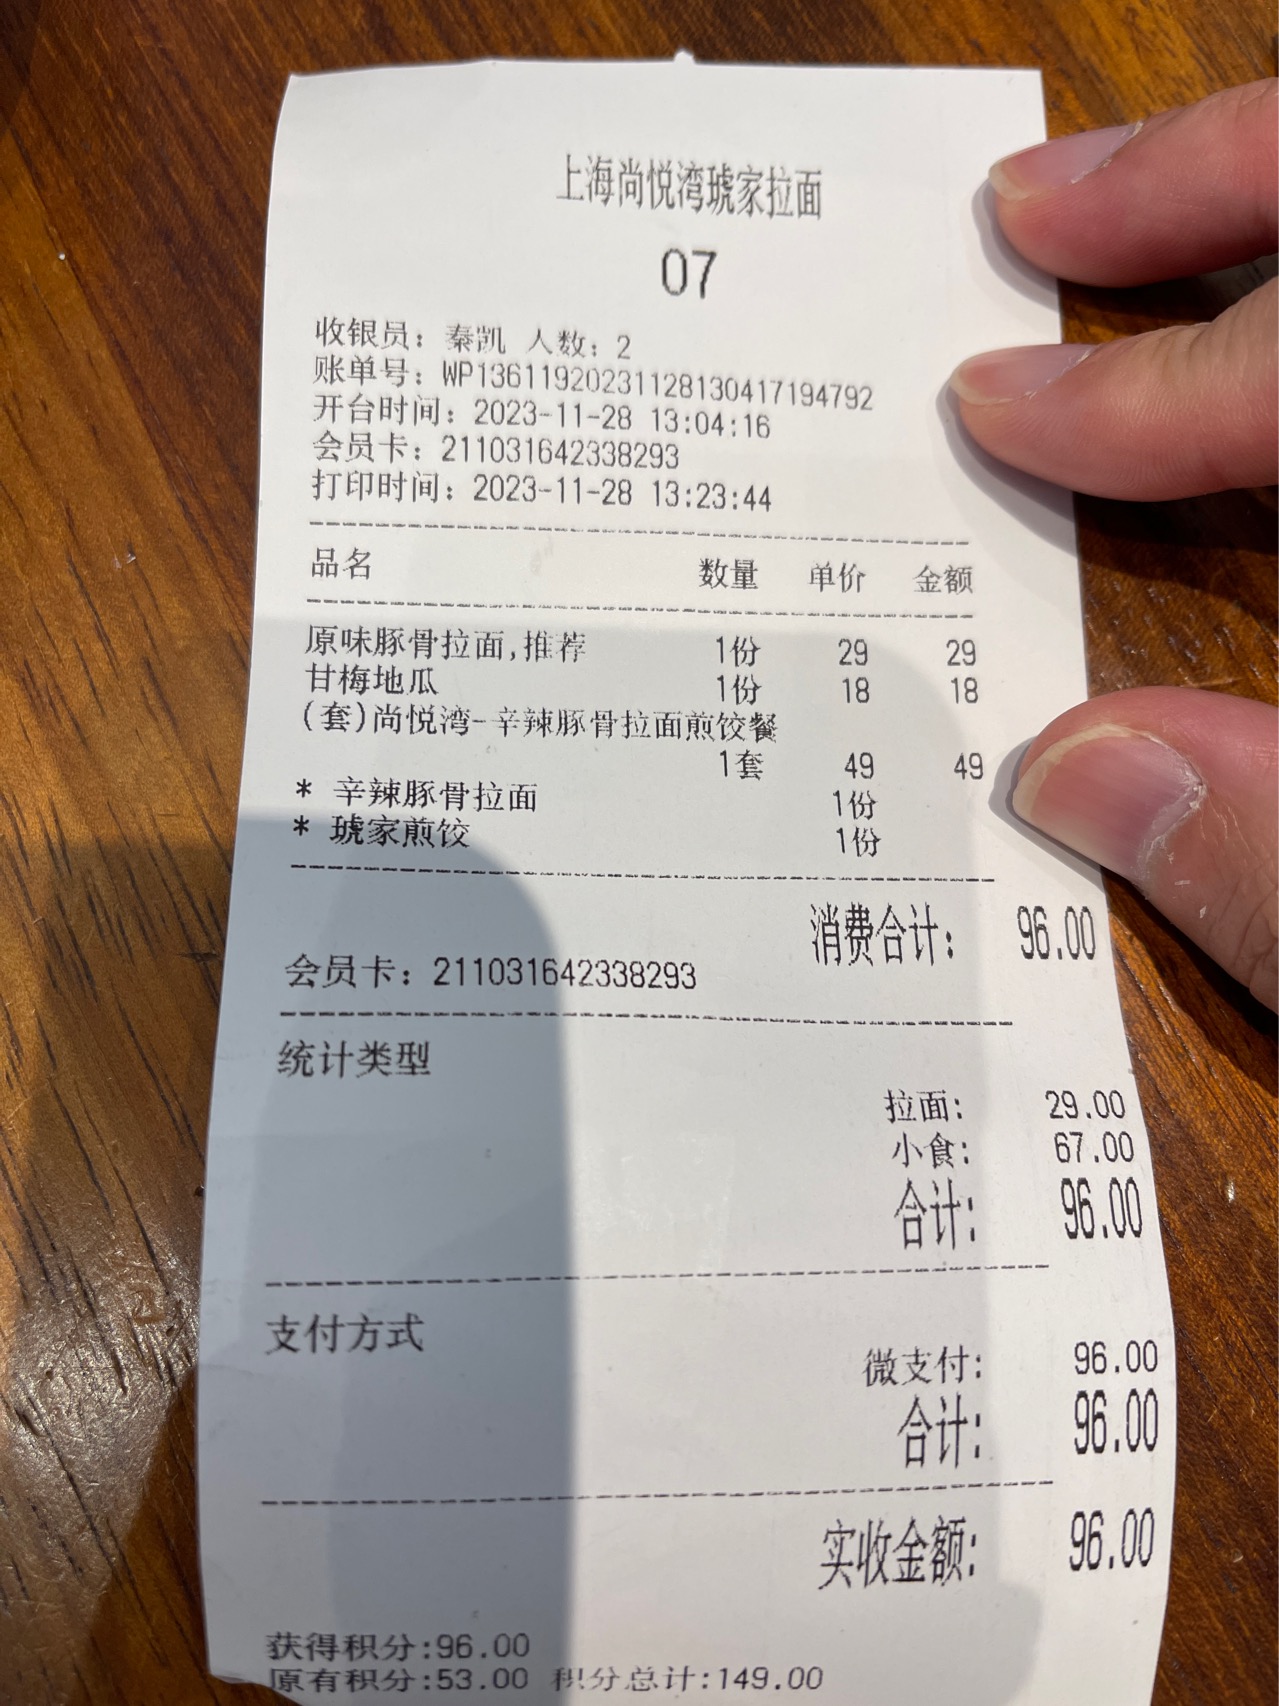 上海尚悦湾琥家拉面
07
收银员：秦凯 人数：2
账单号：WP13611920231128130417194792
开台时间：2023-11-28 13:04:16
会员卡：211031642338293
打印时间：2023-11-28 13:23:44
品名 数量 单价 金额
原味豚骨拉面,推荐 1份 29 29
甘梅地瓜 1份 18 18
(套)尚悦湾-辛辣豚骨拉面煎饺餐
1套 49 49
* 辛辣豚骨拉面 1份
* 琥家煎饺 1份
消费合计： 96.00
会员卡：211031642338293
统计类型
拉面: 29.00
小食: 67.00
合计: 96.00
支付方式
微支付: 96.00
合计: 96.00
实收金额: 96.00
获得积分:96.00
原有积分:53.00 积分总计:149.00